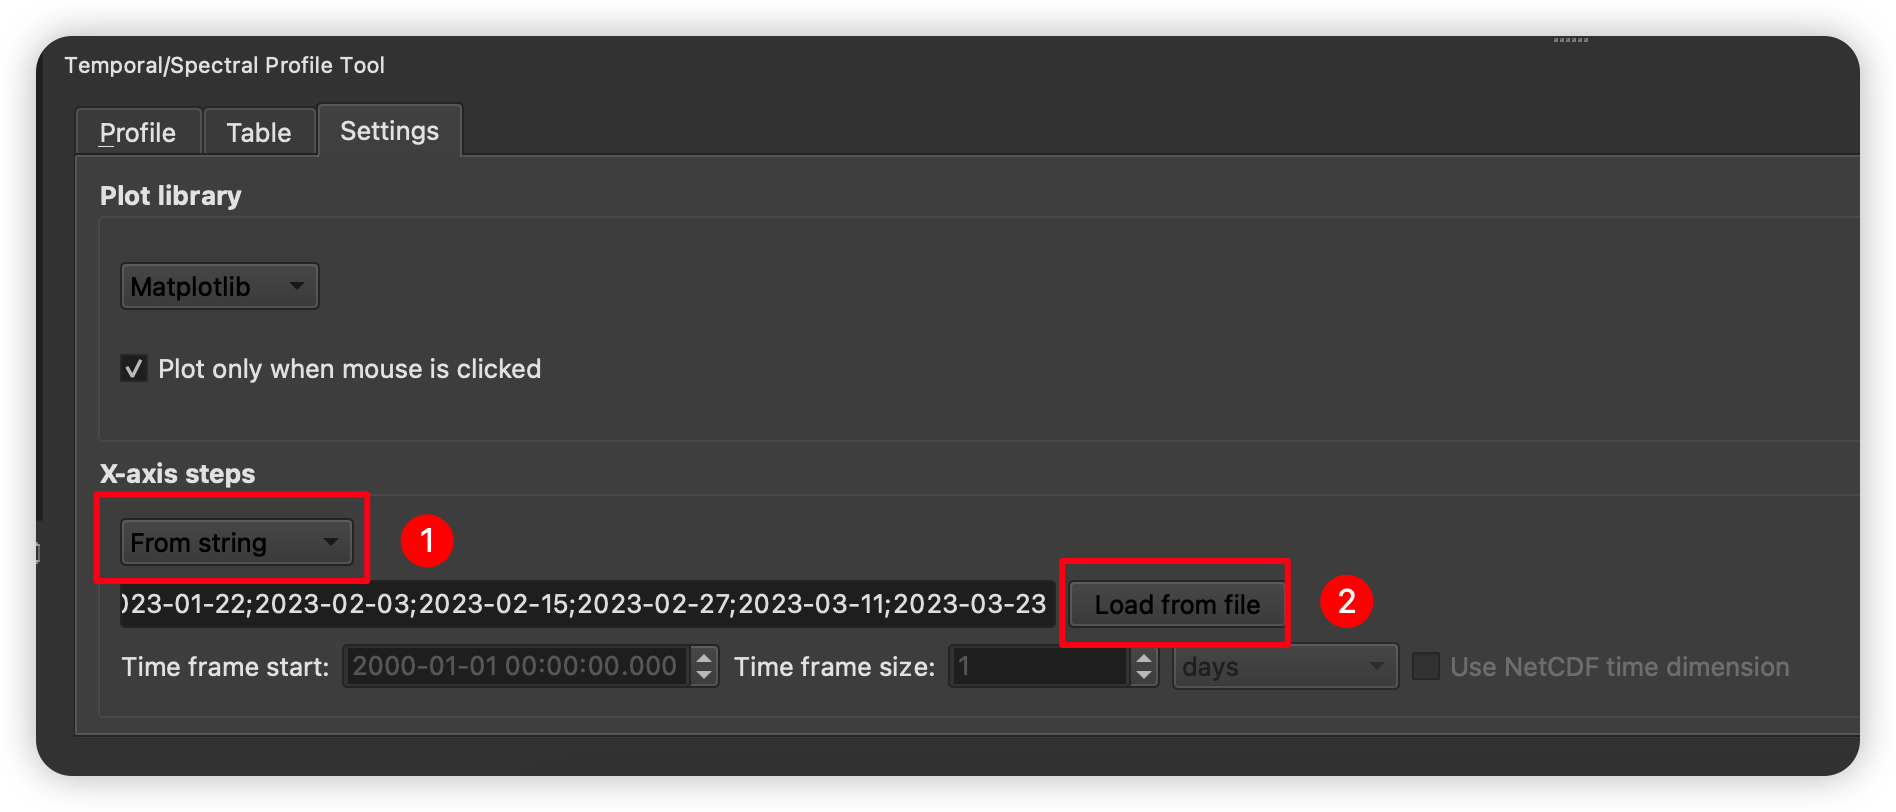 Temporal/Spectral Profile Tool
Profile Table Settings
Plot library
Matplotlib
Plot only when mouse is clicked
X-axis steps
From string 1
023-01-22;2023-02-03;2023-02-15;2023-02-27;2023-03-11;2023-03-23 Load from file 2
Time frame start: 2000-01-01 00:00:00.000 Time frame size: 1 days Use NetCDF time dimension